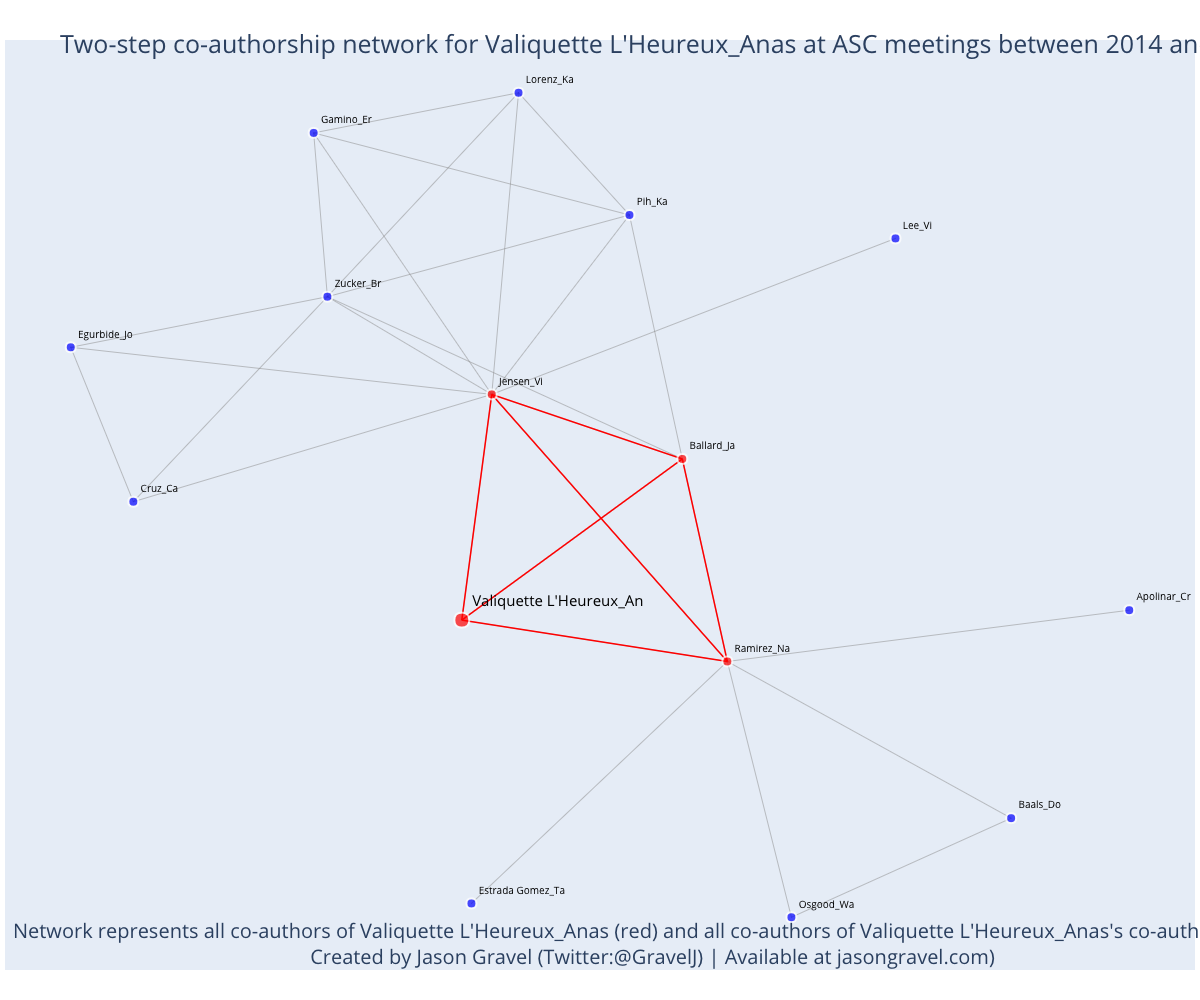 Two-step co-authorship network for Valiquette L'Heureux_Anas at ASC meetings between 2014 an
Lorenz_Ka
Gamino_Er
Pih_Ka
Lee_Vi
Zucker_Br
Egurbide_Jo
Jensen_Vi
Ballard_Ja
Cruz_Ca
Valiquette L'Heureux_An
Apolinar_Cr
Ramirez_Na
Baals_Do
Estrada Gomez_Ta
Osgood_Wa
Network represents all co-authors of Valiquette L'Heureux_Anas (red) and all co-authors of Valiquette L'Heureux_Anas's co-auth
Created by Jason Gravel (Twitter:@GravelJ) | Available at jasongravel.com)